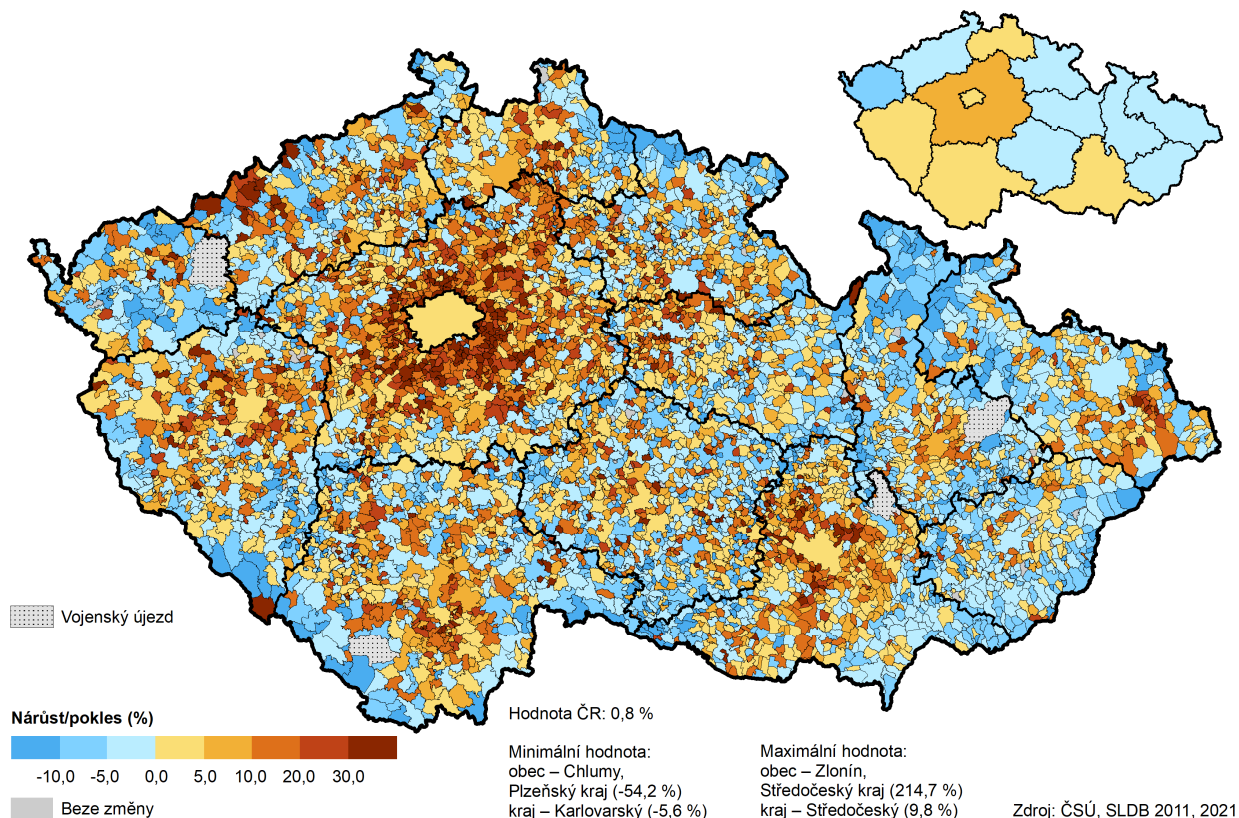 Vojenský újezd
Nárůst/pokles (%)
-10,0 -5,0 0,0 5,0 10,0 20,0 30,0
Beze změny
Hodnota ČR: 0,8 %
Minimální hodnota:
obec – Chlumy,
Plzeňský kraj (-54,2 %)
kraj – Karlovarský (-5,6 %)
Maximální hodnota:
obec – Zlonín,
Středočeský kraj (214,7 %)
kraj – Středočeský (9,8 %)
Zdroj: ČSÚ, SLDB 2011, 2021